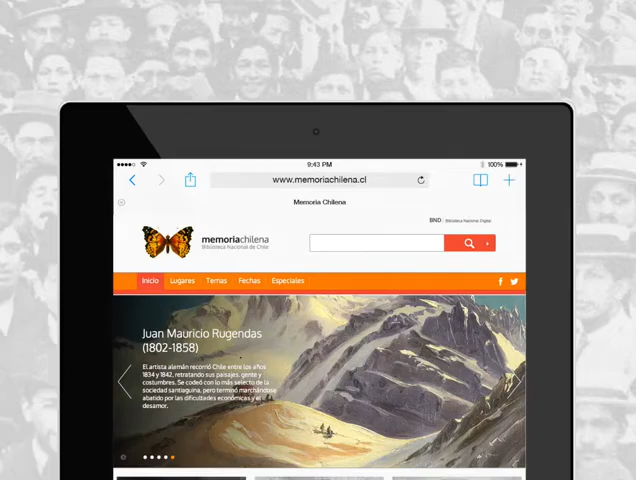 9:43 PM
100%
www.memoriachilena.cl
Memoria Chilena
BND Biblioteca Nacional Digital
memoriachilena
Biblioteca Nacional de Chile
Inicio Lugares Temas Fechas Especiales
Juan Mauricio Rugendas
(1802-1858)
El artista alemán recorrió Chile entre los años
1834 y 1842, retratando sus paisajes, gente y
costumbres. Se codeó con lo más selecto de la
sociedad santiaguina, pero terminó marchándose
abatido por las dificultades económicas y el
desamor.